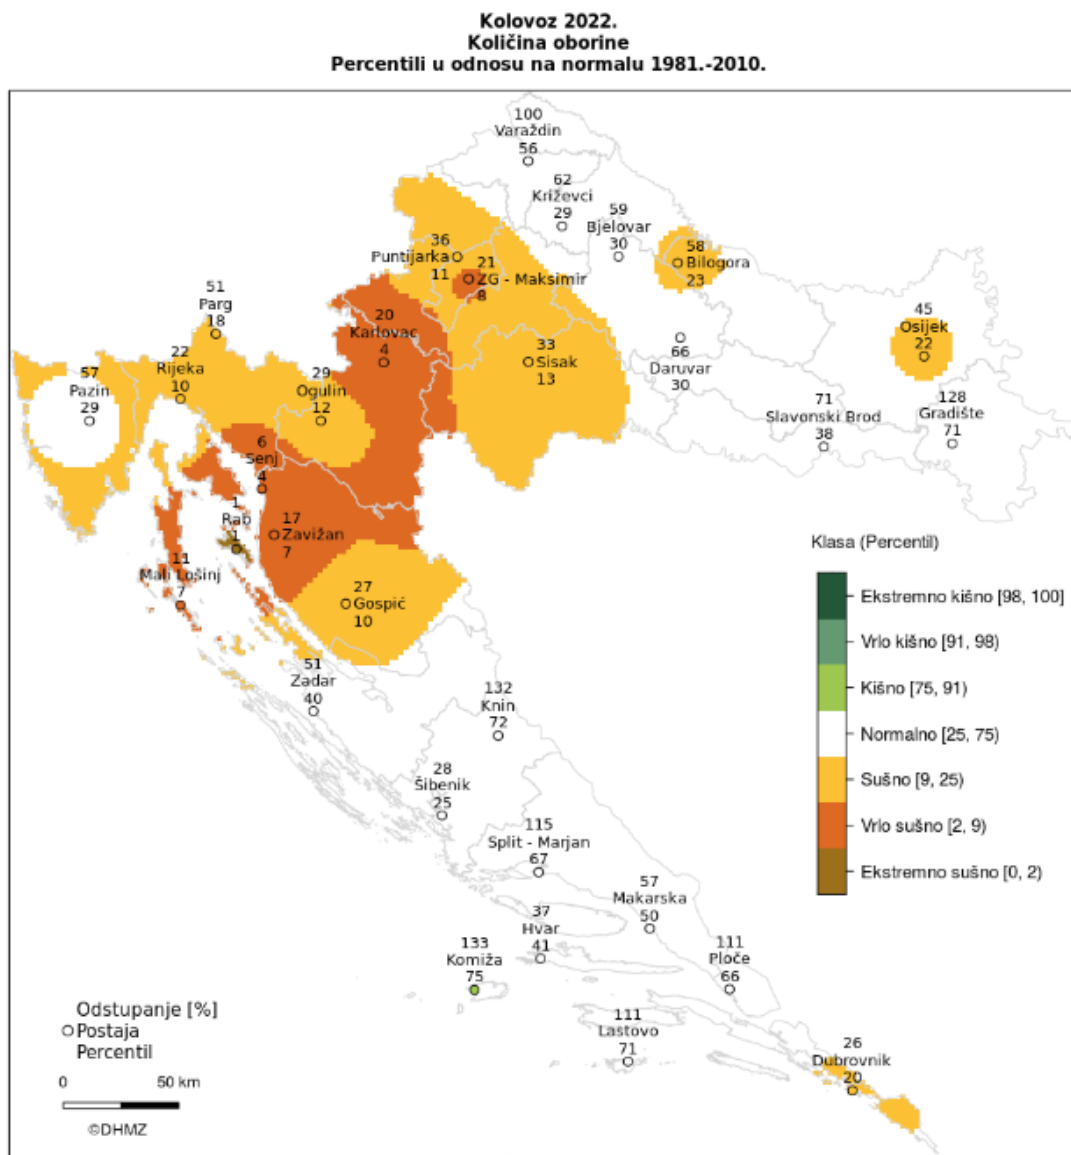 Kolovoz 2022.
Količina oborine
Percentili u odnosu na normalu 1981.-2010.
100
Varaždin
56
62
Križevci
29
59
Bjelovar
30
36
Puntijarka
11
21
ZG - Maksimir
8
58
Bilogora
23
51
Parg
18
20
Karlovac
4
45
Osijek
22
33
Sisak
13
66
Daruvar
30
22
Rijeka
10
57
Pazin
29
29
Ogulin
12
71
Slavonski Brod
38
128
Gradište
71
6
Senj
4
1
Rab
1
17
Zavižan
7
11
Mali Lošinj
7
27
Gospić
10
51
Zadar
40
132
Knin
72
28
Šibenik
25
115
Split - Marjan
67
57
Makarska
50
37
Hvar
41
133
Komiža
75
111
Ploče
66
111
Lastovo
71
26
Dubrovnik
20
Klasa (Percentil)
Ekstremno kišno [98, 100]
Vrlo kišno [91, 98)
Kišno [75, 91)
Normalno [25, 75)
Sušno [9, 25)
Vrlo sušno [2, 9)
Ekstremno sušno [0, 2)
Odstupanje [%]
Postaja
Percentil
0 50 km
©DHMZ